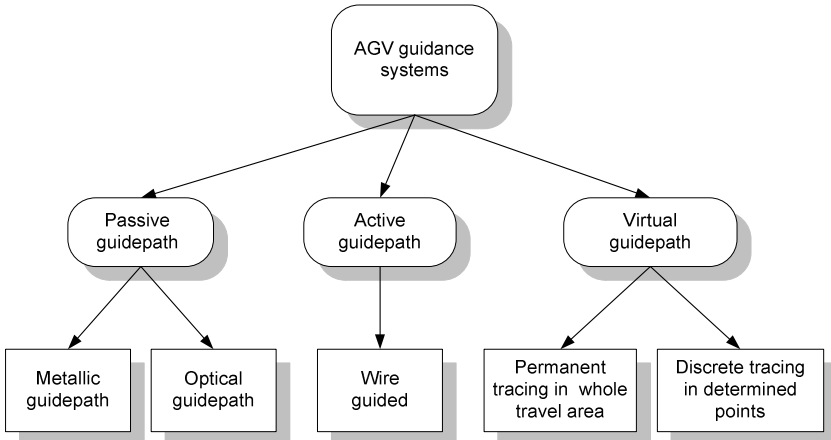 AGV guidance
systems
Passive
guidepath
Active
guidepath
Virtual
guidepath
Metallic
guidepath
Optical
guidepath
Wire
guided
Permanent
tracing in whole
travel area
Discrete tracing
in determined
points